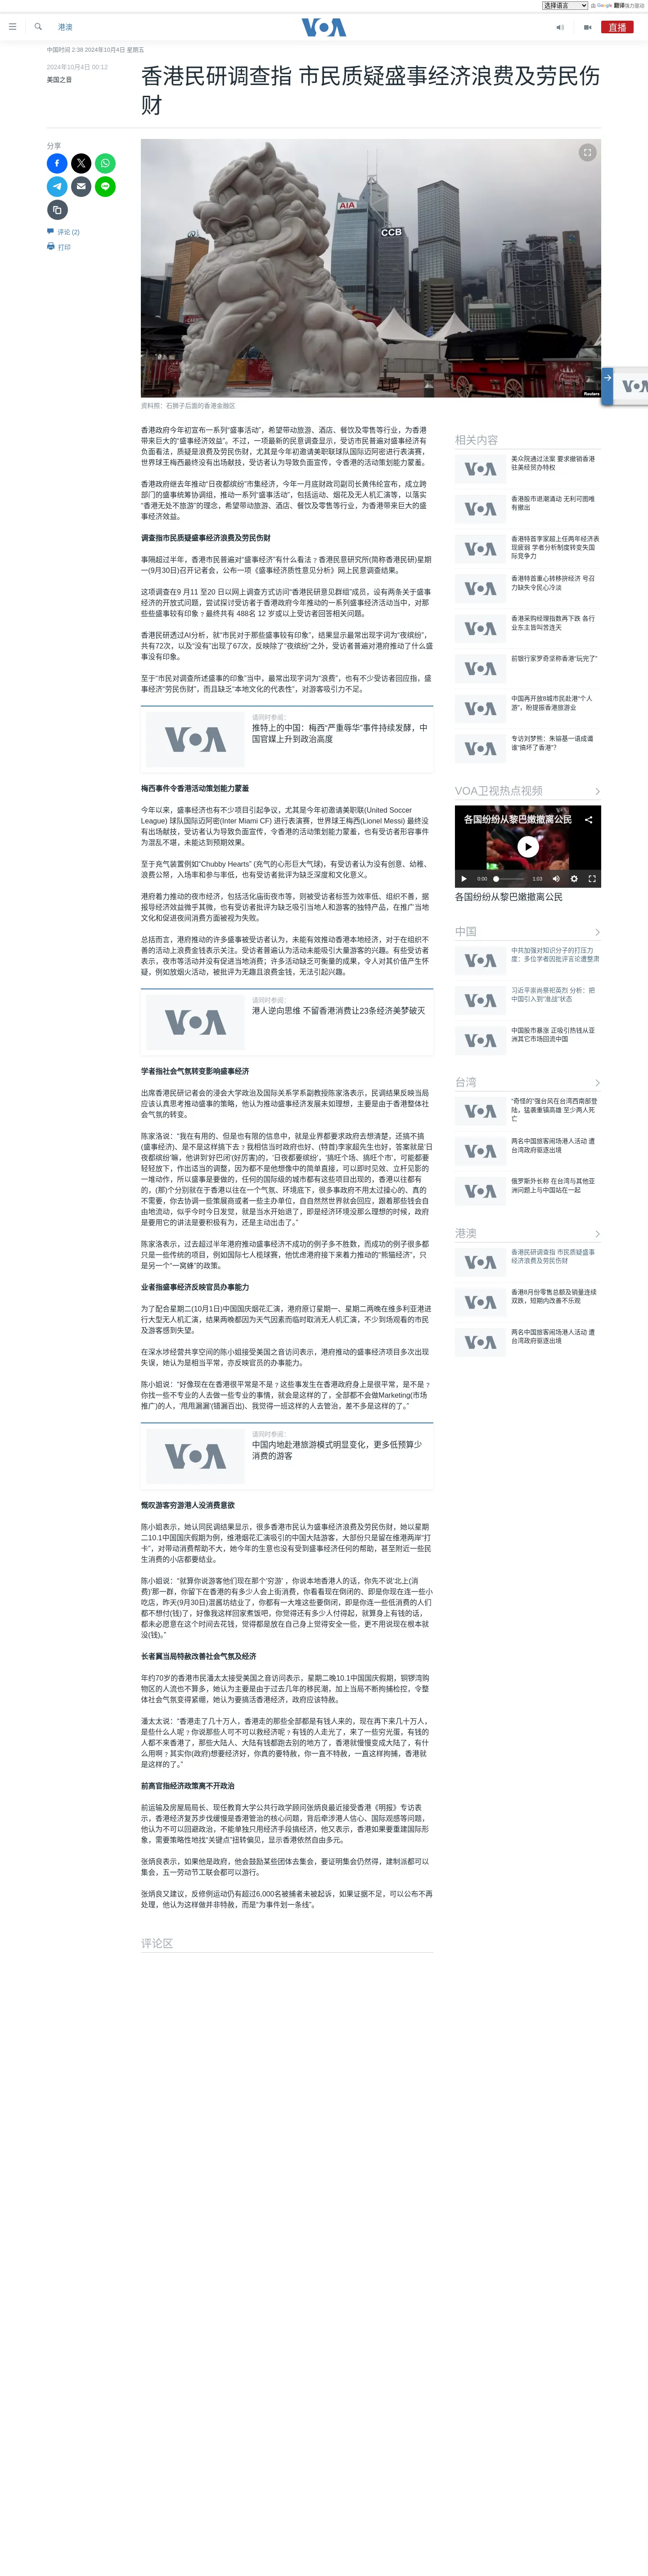 选择语言 由 Google 翻译强力驱动
港澳
VOA
直播
中国时间 2:38 2024年10月4日 星期五
2024年10月4日 00:12
美国之音
香港民研调查指 市民质疑盛事经济浪费及劳民伤
财
分享
评论 (2)
打印
AIA
CCB
Reuters
资料照:石狮子后面的香港金融区
香港政府今年初宣布一系列“盛事活动”，希望带动旅游、酒店、餐饮及零售等行业，为香港
带来巨大的“盛事经济效益”。不过，一项最新的民意调查显示，受访市民普遍对盛事经济有
负面看法，质疑是浪费及劳民伤财，尤其是今年初邀请美职联球队国际迈阿密进行表演赛，
世界球王梅西最终没有出场献技，受访者认为导致负面宣传，令香港的活动策划能力蒙羞。
香港政府继去年推动“日夜都缤纷”市集经济，今年一月底财政司副司长黄伟纶宣布，成立跨
部门的盛事统筹协调组，推动一系列“盛事活动”，包括运动、烟花及无人机汇演等，以落实
“香港无处不旅游”的理念，希望带动旅游、酒店、餐饮及零售等行业，为香港带来巨大的盛
事经济效益。
调查指市民质疑盛事经济浪费及劳民伤财
事隔超过半年，香港市民普遍对“盛事经济”有什么看法﹖香港民意研究所(简称香港民研)星期
一(9月30日)召开记者会，公布一项《盛事经济质性意见分析》网上民意调查结果。
这项调查在9 月11 至20 日以网上调查方式访问“香港民研意见群组”成员，设有两条关于盛事
经济的开放式问题，尝试探讨受访者于香港政府今年推动的一系列盛事经济活动当中，对那
些些盛事较有印象﹖最终共有 488名 12 岁或以上受访者回答相关问题。
香港民研透过AI分析，就“市民对于那些盛事较有印象”，结果显示最常出现字词为“夜缤纷”，
共有72次，以及“没有”出现了67次，反映除了“夜缤纷”之外，受访者普遍对港府推动了什么盛
事没有印象。
至于“市民对调查所述盛事的印象”当中，最常出现字词为“浪费”，也有不少受访者回应指，盛
事经济“劳民伤财”，而且缺乏“本地文化的代表性”，对游客吸引力不足。
请同时参阅：
推特上的中国：梅西“严重辱华”事件持续发酵，中
国官媒上升到政治高度
梅西事件令香港活动策划能力蒙羞
今年以来，盛事经济也有不少项目引起争议，尤其是今年初邀请美职联(United Soccer
League) 球队国际迈阿密(Inter Miami CF) 进行表演赛，世界球王梅西(Lionel Messi) 最终没
有出场献技，受访者认为导致负面宣传，令香港的活动策划能力蒙羞，也有受访者形容事件
为混乱不堪，未能达到预期效果。
至于充气装置例如“Chubby Hearts” (充气的心形巨大气球)，有受访者认为没有创意、幼稚、
浪费公帑，入场率和参与率低，也有受访者批评为缺乏深度和文化意义。
港府着力推动的夜市经济，包括活化庙街夜市等，则被受访者标签为效率低、组织不善，据
报导经济效益微乎其微，也有受访者批评为缺乏吸引当地人和游客的独特产品，在推广当地
文化和促进夜间消费方面被视为失败。
总括而言，港府推动的许多盛事被受访者认为，未能有效推动香港本地经济，对于在组织不
善的活动上浪费金钱表示关注。受访者普遍认为活动未能吸引大量游客的兴趣。有些受访者
表示，夜市等活动并没有促进当地消费；许多活动缺乏可衡量的成果，令人对其价值产生怀
疑，例如放烟火活动，被批评为无趣且浪费金钱，无法引起兴趣。
请同时参阅：
港人逆向思维 不留香港消费让23条经济美梦破灭
学者指社会气氛转变影响盛事经济
出席香港民研记者会的浸会大学政治及国际关系学系副教授陈家洛表示，民调结果反映当局
应该认真思考推动盛事的策略，他认为推动盛事经济发展未如理想，主要是由于香港整体社
会气氛的转变。
陈家洛说：“我在有用的、但是也有限的信息中，就是业界都要求政府去想清楚，还搞不搞
(盛事经济)、是不是这样搞下去﹖我相信当时政府也好、(特首)李家超先生也好，答案就是‘日
夜都缤纷’嘛，他讲到‘好巴闭’(好厉害)的，‘日夜都要缤纷’，‘搞旺个场、搞旺个市’，可能都要
轻轻放下，作出适当的调整，因为都不是他想像中的简单直接，可以即时见效、立杆见影的
一堆动作，所以盛事是要做的，任何的国际级的城市都有这些项目出现的，香港以往都有
的，(那)个分别就在于香港以往在一个气氛、环境底下，很多事政府不用太过操心的、真的
不需要，你去协调一些策展商或者一些主办单位，自自然然世界就会回应，跟着那些钱会自
由地流动，似乎今时今日发觉，就是当水开始退了，即是经济环境没那么理想的时候，政府
是要用它的讲法是要积极有为，还是主动出击了。”
陈家洛表示，过去超过半年港府推动盛事经济不成功的例子多不胜数，而成功的例子很多都
只是一些传统的项目，例如国际七人榄球赛，他忧虑港府接下来着力推动的“熊猫经济”，只
是另一个“一窝蜂”的政策。
业者指盛事经济反映官员办事能力
为了配合星期二(10月1日)中国国庆烟花汇演，港府原订星期一、星期二两晚在维多利亚港进
行大型无人机汇演，结果两晚都因为天气因素而临时取消无人机汇演，不少到场观看的市民
及游客感到失望。
在深水埗经营共享空间的陈小姐接受美国之音访问表示，港府推动的盛事经济项目多次出现
失误，她认为是相当平常，亦反映官员的办事能力。
陈小姐说：“好像现在在香港很平常是不是﹖这些事发生在香港政府身上是很平常，是不是﹖
你找一些不专业的人去做一些专业的事情，就会是这样的了，全部都不会做Marketing(市场
推广)的人，‘甩甩漏漏’(错漏百出)、我觉得一班这样的人去管治，差不多是这样的了。”
请同时参阅：
中国内地赴港旅游模式明显变化，更多低预算少
消费的游客
慨叹游客穷游港人没消费意欲
陈小姐表示，她认同民调结果显示，很多香港市民认为盛事经济浪费及劳民伤财，她以星期
二10.1中国国庆假期为例，维港烟花汇演吸引的中国大陆游客，大部份只是留在维港两岸“打
卡”，对带动消费帮助不大，她今年的生意也没有受到盛事经济任何的帮助，甚至附近一些民
生消费的小店都要结业。
陈小姐说：“就算你说游客他们现在那个‘穷游’ ，你说本地香港人的话，你先不说‘北上(消
费)’那一群，你留下在香港的有多少人会上街消费，你看看现在倒闭的、即是你现在连一些小
吃店，昨天(9月30日)混酱坊结业了，你都有一大堆这些要倒闭，即是你连一些低消费的人们
都不想付(钱)了，好像我这样回家煮饭吧，你觉得还有多少人付得起，就算身上有钱的话，
都未必愿意在这个时间去花钱，觉得都是放在自己身上觉得安全一些，更不用说现在根本就
没(钱)。”
长者冀当局特赦改善社会气氛及经济
年约70岁的香港市民潘太太接受美国之音访问表示，星期二晚10.1中国国庆假期，铜锣湾购
物区的人流也不算多，她认为主要是由于过去几年的移民潮，加上当局不断拘捕检控，令整
体社会气氛变得紧绷，她认为要搞活香港经济，政府应该特赦。
潘太太说：“香港走了几十万人，香港走的那些全部都是有钱人来的，现在再下来几十万人，
是些什么人呢﹖你说那些人可不可以救经济呢﹖有钱的人走光了，来了一些穷光蛋，有钱的
人都不来香港了，那些大陆人、大陆有钱都跑去别的地方了，香港就慢慢变成大陆了，有什
么用啊﹖其实你(政府)想要经济好，你真的要特赦，你一直不特赦，一直这样拘捕，香港就
是这样的了。”
前高官指经济政策离不开政治
前运输及房屋局局长、现任教育大学公共行政学顾问张炳良最近接受香港《明报》专访表
示，香港经济复苏步伐缓慢是香港管治的核心问题，背后牵涉港人信心、国际观感等问题，
他认为不可以回避政治，不能单独只用经济手段搞经济，他又表示，香港如果要重建国际形
象，需要策略性地找“关键点”扭转偏见，显示香港依然自由多元。
张炳良表示，如果他是政府，他会鼓励某些团体去集会，要证明集会仍然得，建制派都可以
集会，五一劳动节工联会都可以游行。
张炳良又建议，反修例运动仍有超过6,000名被捕者未被起诉，如果证据不足，可以公布不再
处理，他认为这样做并非特赦，而是“为事件划一条线”。
评论区
相关内容
美众院通过法案 要求撤销香港
驻美经贸办特权
香港股市退潮涌动 无利可图唯
有撤出
香港特首李家超上任两年经济表
现疲弱 学者分析制度转变失国
际竞争力
香港特首重心转移拚经济 号召
力缺失令民心冷淡
香港采购经理指数再下跌 各行
业东主皆叫苦连天
前银行家罗奇坚称香港“玩完了”
中国再开放8城市民赴港“个人
游”，盼提振香港旅游业
专访刘梦熊：朱镕基一语成谶
谁“搞坏了香港”?
VOA卫视热点视频
各国纷纷从黎巴嫩撤离公民
0:00
1:03
各国纷纷从黎巴嫩撤离公民
中国
中共加强对知识分子的打压力
度：多位学者因批评言论遭整肃
习近平崇尚祭祀英烈 分析：把
中国引入到“准战”状态
中国股市暴涨 正吸引热钱从亚
洲其它市场回流中国
台湾
“奇怪的”强台风在台湾西南部登
陆，猛袭重镇高雄 至少两人死
亡
两名中国旅客闹场港人活动 遭
台湾政府驱逐出境
俄罗斯外长称 在台湾与其他亚
洲问题上与中国站在一起
港澳
香港民研调查指 市民质疑盛事
经济浪费及劳民伤财
香港8月份零售总额及销量连续
双跌，短期内改善不乐观
两名中国旅客闹场港人活动 遭
台湾政府驱逐出境